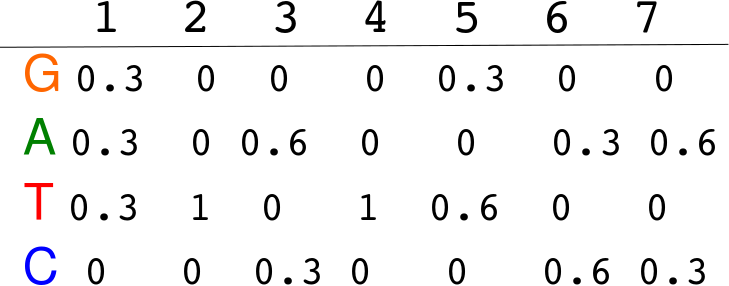 1 2 3 4 5 6 7
G 0.3 0 0 0 0.3 0 0
A 0.3 0 0.6 0 0 0.3 0.6
T 0.3 1 0 1 0.6 0 0
C 0 0 0.3 0 0 0.6 0.3